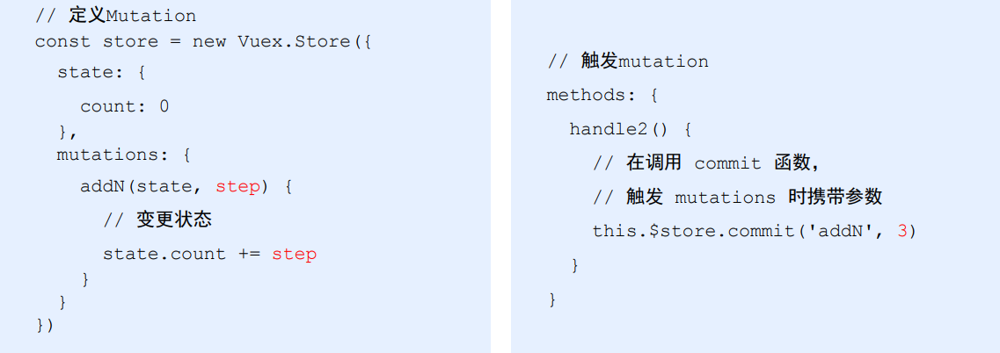 // 定义Mutation
const store = new Vuex.Store({
  state: {
    count: 0
  },
  mutations: {
    addN(state, step) {
      // 变更状态
      state.count += step
    }
  }
})
// 触发mutation
methods: {
  handle2() {
    // 在调用 commit 函数，
    // 触发 mutations 时携带参数
    this.$store.commit('addN', 3)
  }
}